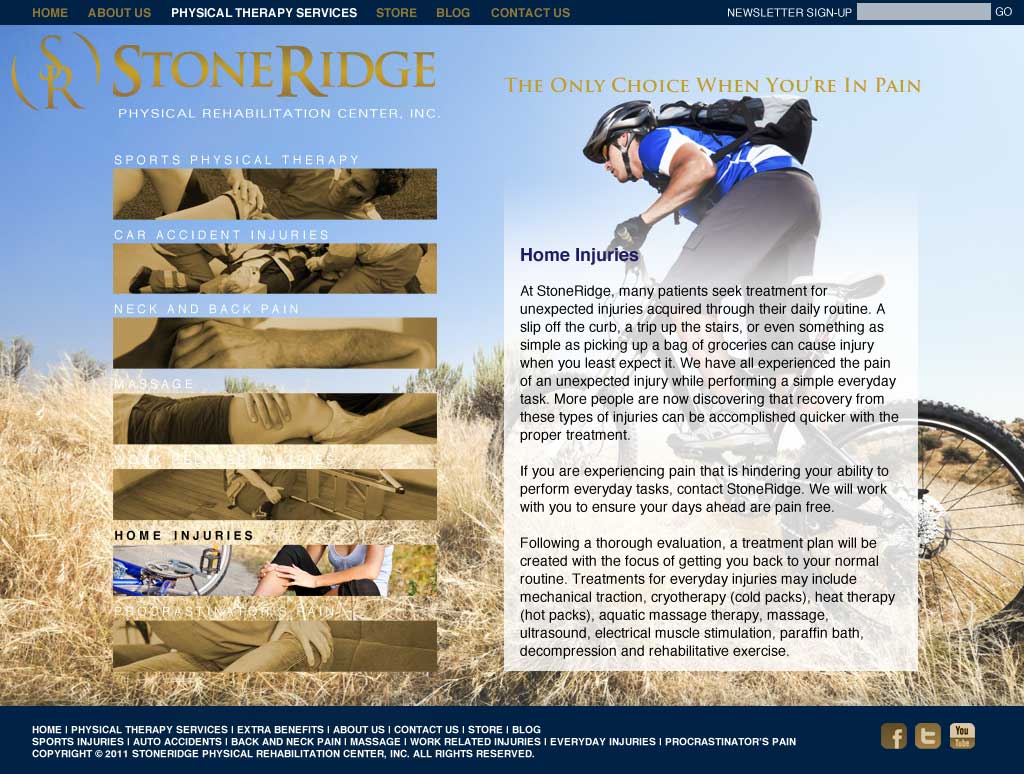 HOME ABOUT US PHYSICAL THERAPY SERVICES STORE BLOG CONTACT US NEWSLETTER SIGN-UP GO
SR STONERIDGE
PHYSICAL REHABILITATION CENTER, INC.
THE ONLY CHOICE WHEN YOU'RE IN PAIN
SPORTS PHYSICAL THERAPY
CAR ACCIDENT INJURIES
NECK AND BACK PAIN
MASSAGE
WORK RELATED INJURIES
HOME INJURIES
PROCRASTINATOR'S PAIN
Home Injuries
At StoneRidge, many patients seek treatment for
unexpected injuries acquired through their daily routine. A
slip off the curb, a trip up the stairs, or even something as
simple as picking up a bag of groceries can cause injury
when you least expect it. We have all experienced the pain
of an unexpected injury while performing a simple everyday
task. More people are now discovering that recovery from
these types of injuries can be accomplished quicker with the
proper treatment.
If you are experiencing pain that is hindering your ability to
perform everyday tasks, contact StoneRidge. We will work
with you to ensure your days ahead are pain free.
Following a thorough evaluation, a treatment plan will be
created with the focus of getting you back to your normal
routine. Treatments for everyday injuries may include
mechanical traction, cryotherapy (cold packs), heat therapy
(hot packs), aquatic massage therapy, massage,
ultrasound, electrical muscle stimulation, paraffin bath,
decompression and rehabilitative exercise.
HOME | PHYSICAL THERAPY SERVICES | EXTRA BENEFITS | ABOUT US | CONTACT US | STORE | BLOG
SPORTS INJURIES | AUTO ACCIDENTS | BACK AND NECK PAIN | MASSAGE | WORK RELATED INJURIES | EVERYDAY INJURIES | PROCRASTINATOR'S PAIN
COPYRIGHT © 2011 STONERIDGE PHYSICAL REHABILITATION CENTER, INC. ALL RIGHTS RESERVED.
f t You
Tube